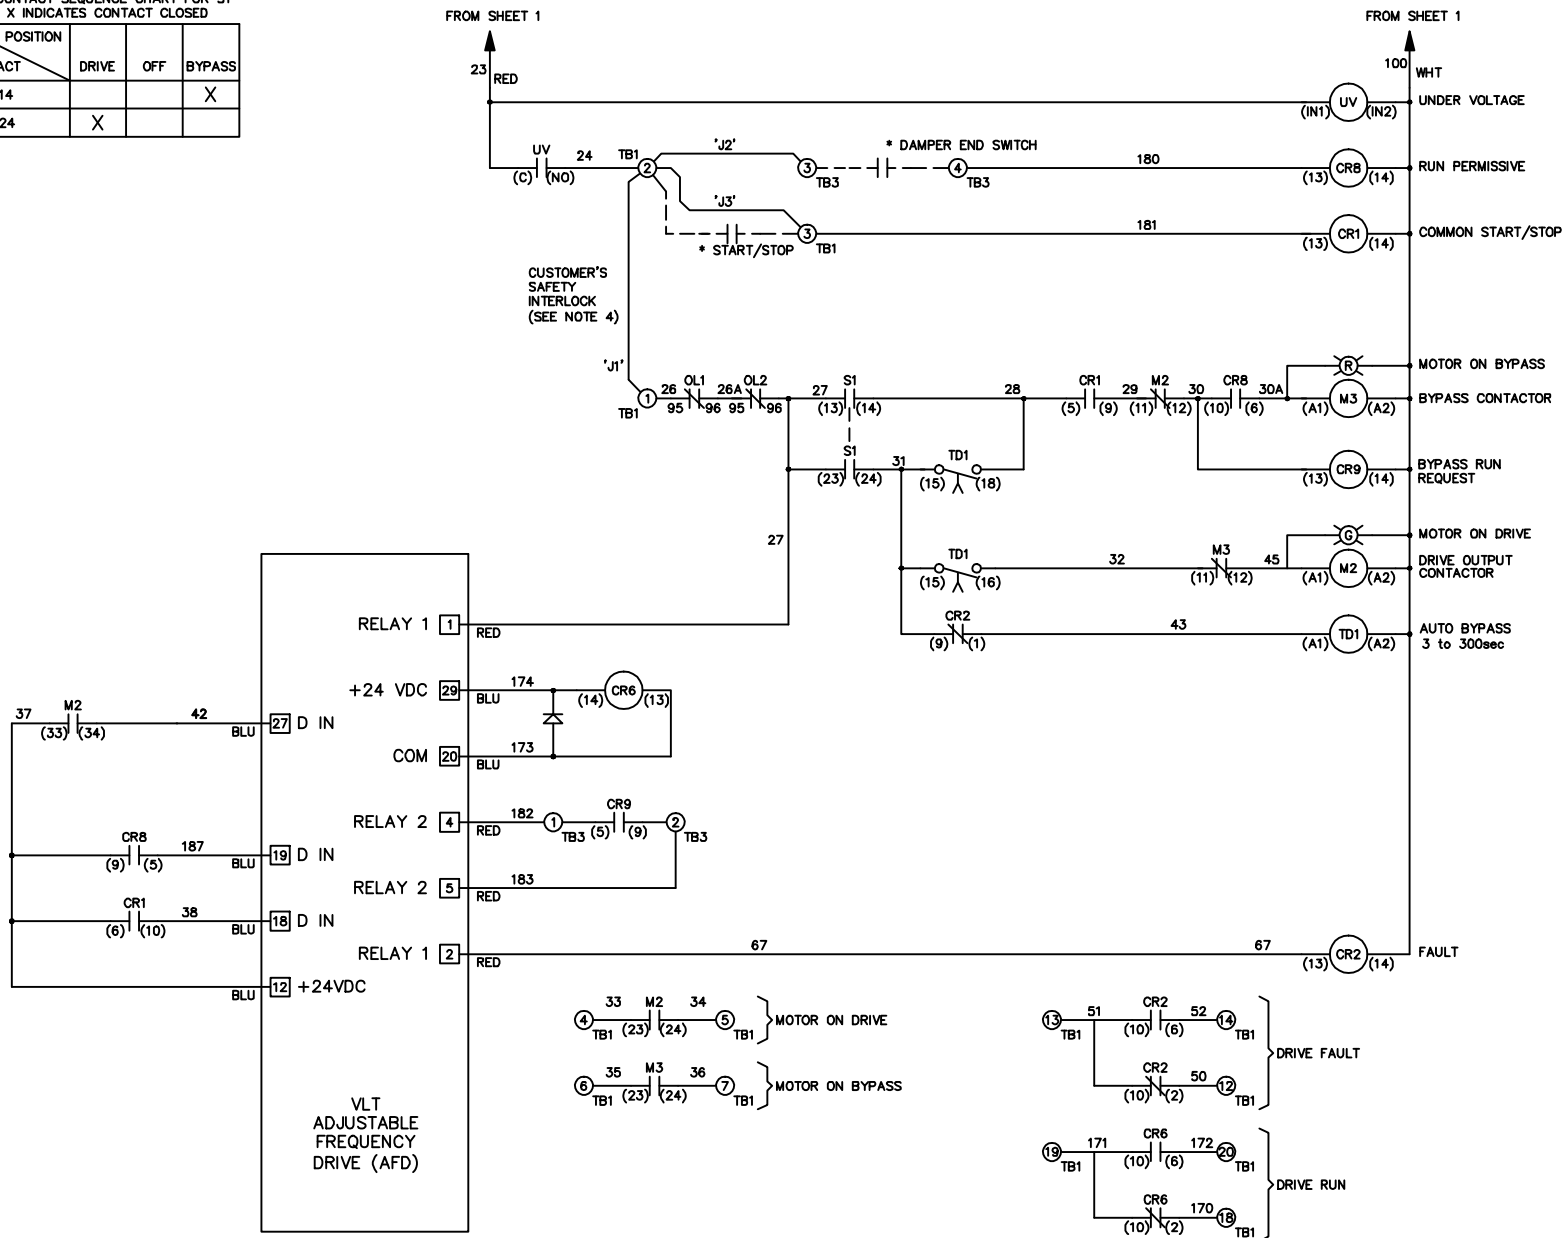 X INDICATES CONTACT CLOSED
POSITION
DRIVE OFF BYPASS
14 X
24 X
FROM SHEET 1
FROM SHEET 1
23 RED
100 WHT
(IN1) UV (IN2) UNDER VOLTAGE
UV
(C) (NO)
24
TB1
2
'J2'
3
TB3
* DAMPER END SWITCH
4
TB3
180
(13) CR8 (14) RUN PERMISSIVE
'J3'
* START/STOP
3
TB1
181
(13) CR1 (14) COMMON START/STOP
CUSTOMER'S
SAFETY
INTERLOCK
(SEE NOTE 4)
'J1'
1
TB1
26
OL1
95 96
26A
OL2
95 96
27
S1
(13) (14)
28
CR1
(5) (9)
29
M2
(11) (12)
30
CR8
(10) (6)
30A
R MOTOR ON BYPASS
(A1) M3 (A2) BYPASS CONTACTOR
S1
(23) (24)
31
TD1
(15) (18)
(13) CR9 (14) BYPASS RUN
REQUEST
27
TD1
(15) (16)
32
M3
(11) (12)
45
G MOTOR ON DRIVE
(A1) M2 (A2) DRIVE OUTPUT
CONTACTOR
CR2
(9) (1)
43
(A1) TD1 (A2) AUTO BYPASS
3 to 300sec
RELAY 1 1 RED
+24 VDC 29 BLU 174
(14) CR6 (13)
COM 20 BLU 173
37
M2
(33) (34)
42
BLU 27 D IN
RELAY 2 4 RED 182
1
TB3
CR9
(5) (9)
2
TB3
CR8
(9) (5)
187
BLU 19 D IN
RELAY 2 5 RED 183
CR1
(6) (10)
38
BLU 18 D IN
RELAY 1 2 RED
67
67
(13) CR2 (14) FAULT
BLU 12 +24VDC
4
TB1
33
M2
(23) (24)
34
5
TB1
MOTOR ON DRIVE
6
TB1
35
M3
(23) (24)
36
7
TB1
MOTOR ON BYPASS
13
TB1
51
CR2
(10) (6)
52
14
TB1
CR2
(10) (2)
50
12
TB1
DRIVE FAULT
19
TB1
171
CR6
(10) (6)
172
20
TB1
CR6
(10) (2)
170
18
TB1
DRIVE RUN
VLT
ADJUSTABLE
FREQUENCY
DRIVE (AFD)